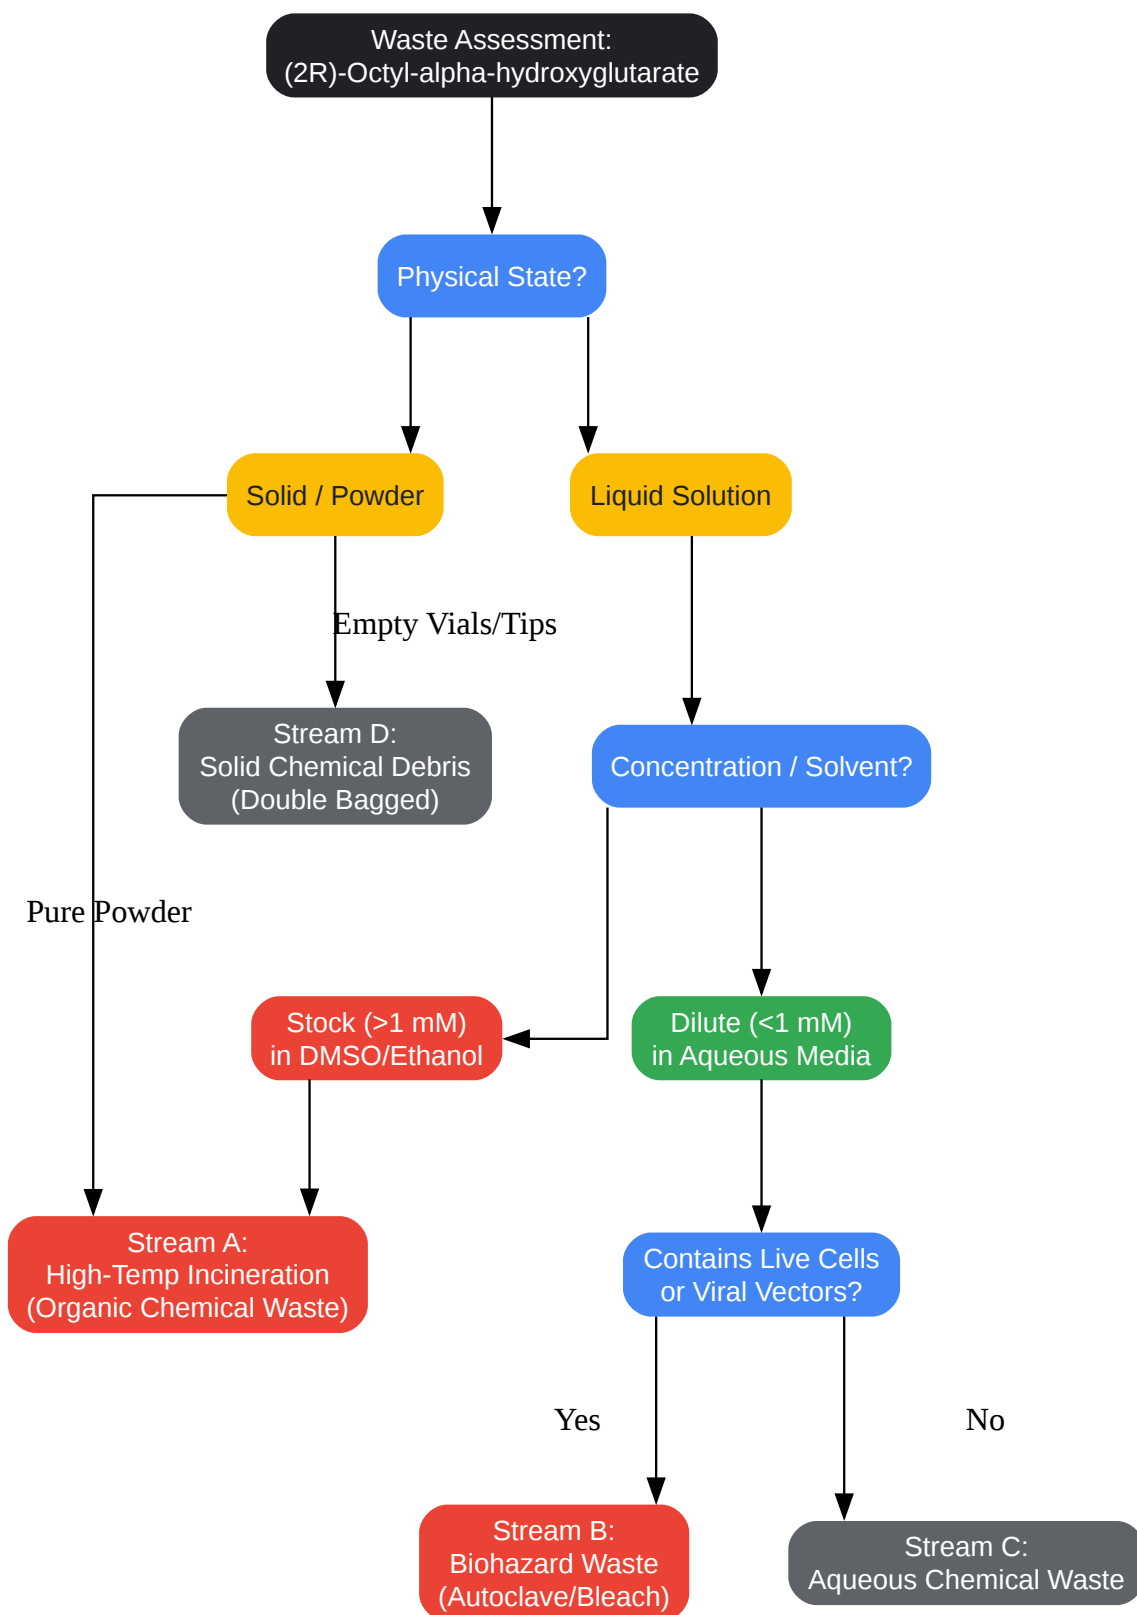 Waste Assessment:
(2R)-Octyl-alpha-hydroxyglutarate
Physical State?
Solid / Powder
Liquid Solution
Empty Vials/Tips
Stream D:
Solid Chemical Debris
(Double Bagged)
Concentration / Solvent?
Pure Powder
Stock (>1 mM)
in DMSO/Ethanol
Dilute (<1 mM)
in Aqueous Media
Stream A:
High-Temp Incineration
(Organic Chemical Waste)
Contains Live Cells
or Viral Vectors?
Yes
No
Stream B:
Biohazard Waste
(Autoclave/Bleach)
Stream C:
Aqueous Chemical Waste